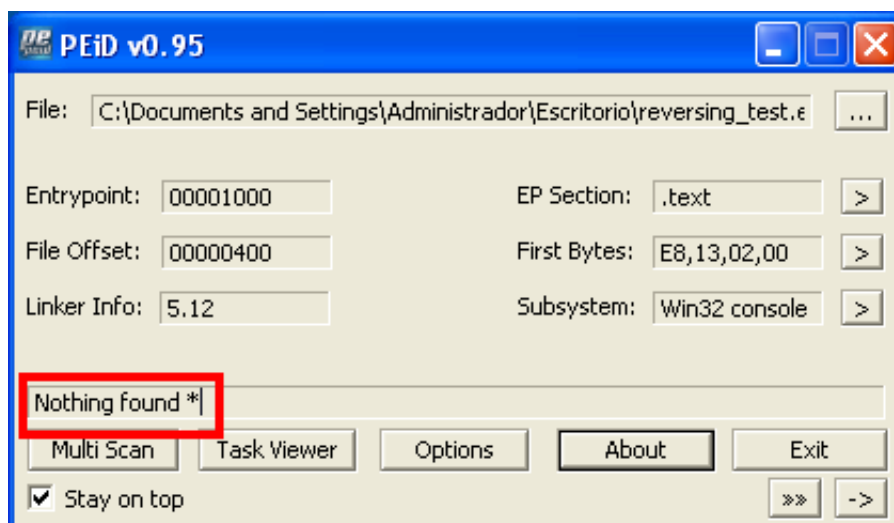 PEiD v0.95
File: C:\Documents and Settings\Administrador\Escritorio\reversing_test.e ...
Entrypoint: 00001000 EP Section: .text >
File Offset: 00000400 First Bytes: E8,13,02,00 >
Linker Info: 5.12 Subsystem: Win32 console >
Nothing found *
Multi Scan Task Viewer Options About Exit
Stay on top »» ->